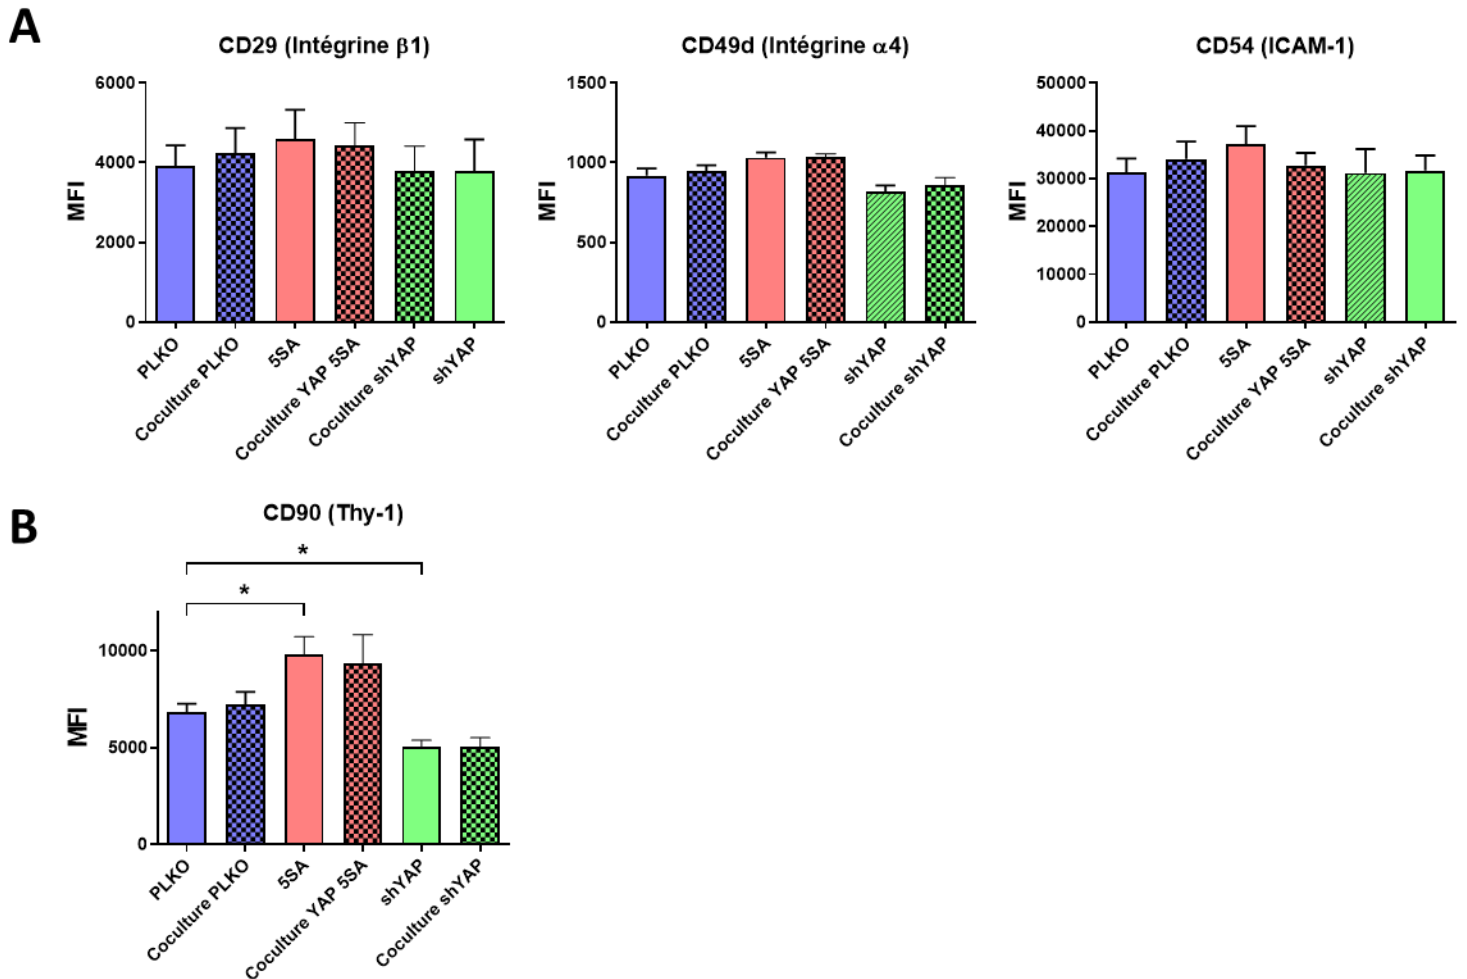 A
CD29 (Intégrine β1)
6000
4000
2000
0
MFI
PLKO
Coculture PLKO
5SA
Coculture YAP 5SA
Coculture shYAP
shYAP
CD49d (Intégrine α4)
1500
1000
500
0
MFI
PLKO
Coculture PLKO
5SA
Coculture YAP 5SA
shYAP
Coculture shYAP
CD54 (ICAM-1)
50000
40000
30000
20000
10000
0
MFI
PLKO
Coculture PLKO
5SA
Coculture YAP 5SA
shYAP
Coculture shYAP
B
CD90 (Thy-1)
*
*
10000
5000
0
MFI
PLKO
Coculture PLKO
5SA
Coculture YAP 5SA
shYAP
Coculture shYAP